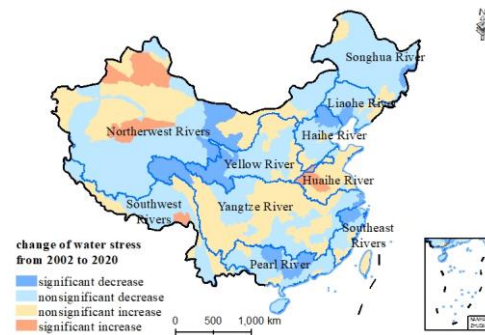 Songhua River
Liaohe River
Haihe River
Northerwest Rivers
Yellow River
Huaihe River
Southwest
Rivers
Yangtze River
Southeast
Rivers
Pearl River
change of water stress
from 2002 to 2020
significant decrease
nonsignificant decrease
nonsignificant increase
significant increase
0 500 1,000 km